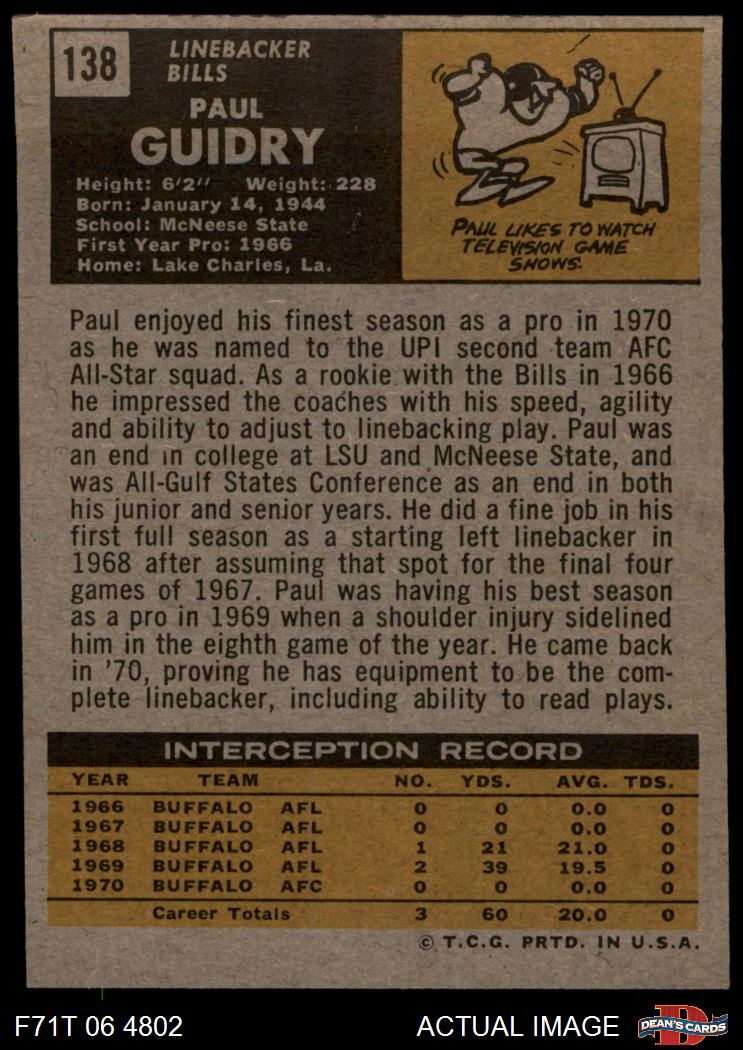 138
LINEBACKER
BILLS
PAUL
GUIDRY
Height: 6'2'' Weight: 228
Born: January 14, 1944
School: McNeese State
First Year Pro: 1966
Home: Lake Charles, La.
PAUL LIKES TO WATCH
TELEVISION GAME
SHOWS.
Paul enjoyed his finest season as a pro in 1970
as he was named to the UPI second team AFC
All-Star squad. As a rookie with the Bills in 1966
he impressed the coaches with his speed, agility
and ability to adjust to linebacking play. Paul was
an end in college at LSU and McNeese State, and
was All-Gulf States Conference as an end in both
his junior and senior years. He did a fine job in his
first full season as a starting left linebacker in
1968 after assuming that spot for the final four
games of 1967. Paul was having his best season
as a pro in 1969 when a shoulder injury sidelined
him in the eighth game of the year. He came back
in '70, proving he has equipment to be the com-
plete linebacker, including ability to read plays.
INTERCEPTION RECORD
YEAR TEAM NO. YDS. AVG. TDS.
1966 BUFFALO AFL 0 0 0.0 0
1967 BUFFALO AFL 0 0 0.0 0
1968 BUFFALO AFL 1 21 21.0 0
1969 BUFFALO AFL 2 39 19.5 0
1970 BUFFALO AFC 0 0 0.0 0
Career Totals 3 60 20.0 0
© T.C.G. PRTD. IN U.S.A.
F71T 06 4802 ACTUAL IMAGE
D
DEAN'S CARDS